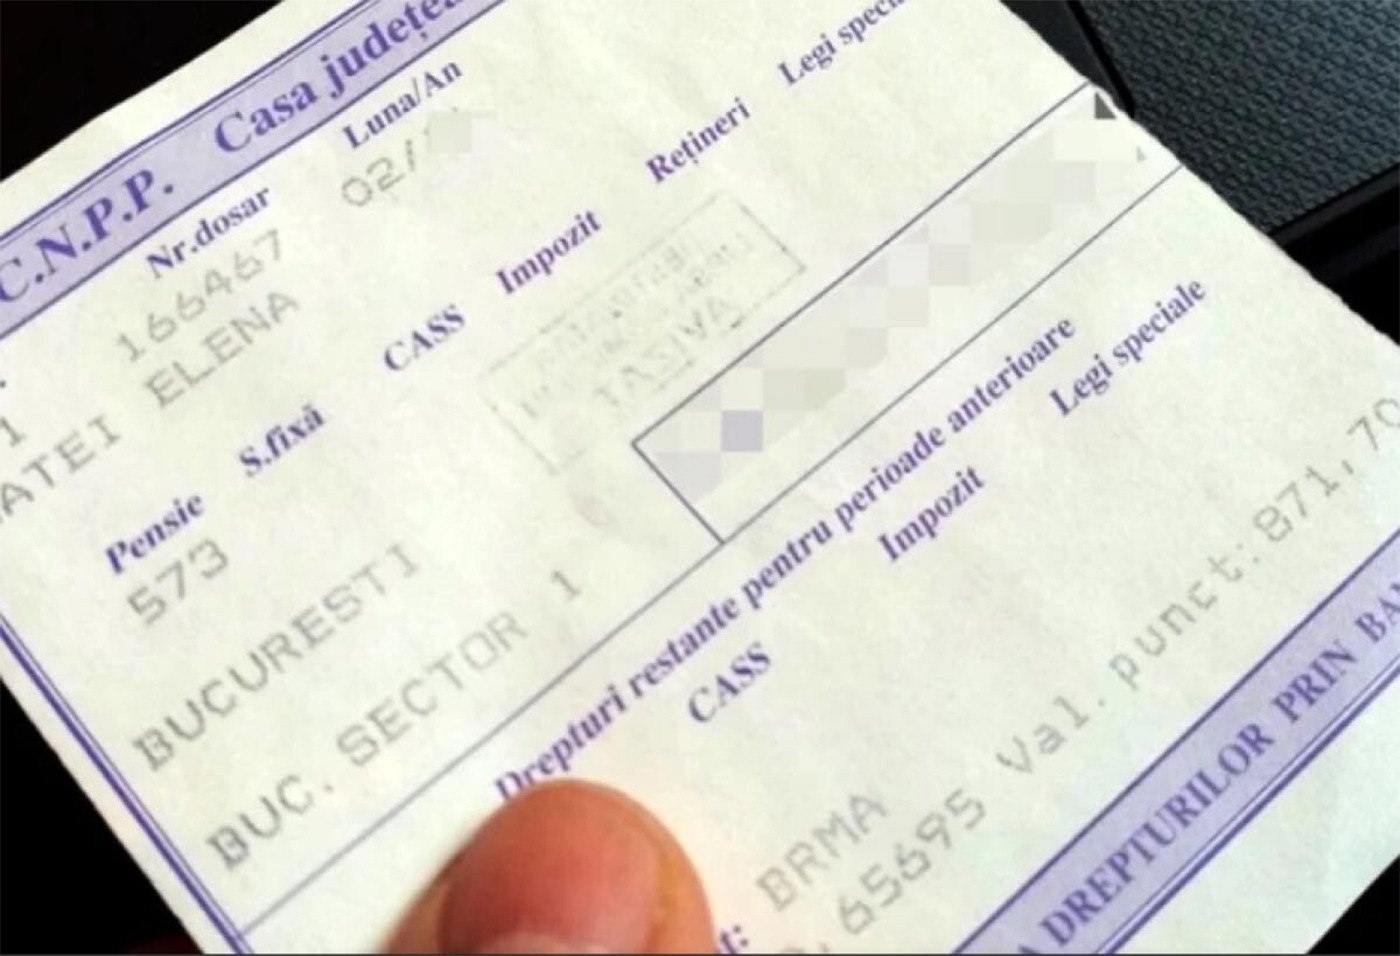 C.N.P.P. Casa județea
Nr.dosar Luna/An
166467 02/
1
ATEI ELENA
Pensie S.fixă CASS Impozit Rețineri Legi speci
573
BUCURESTI
BUC. SECTOR 1
TASIVA
Drepturi restante pentru perioade anterioare
CASS Impozit Legi speciale
BRMA
,65695 Val. punct:871,70
A DREPTURILOR PRIN BA